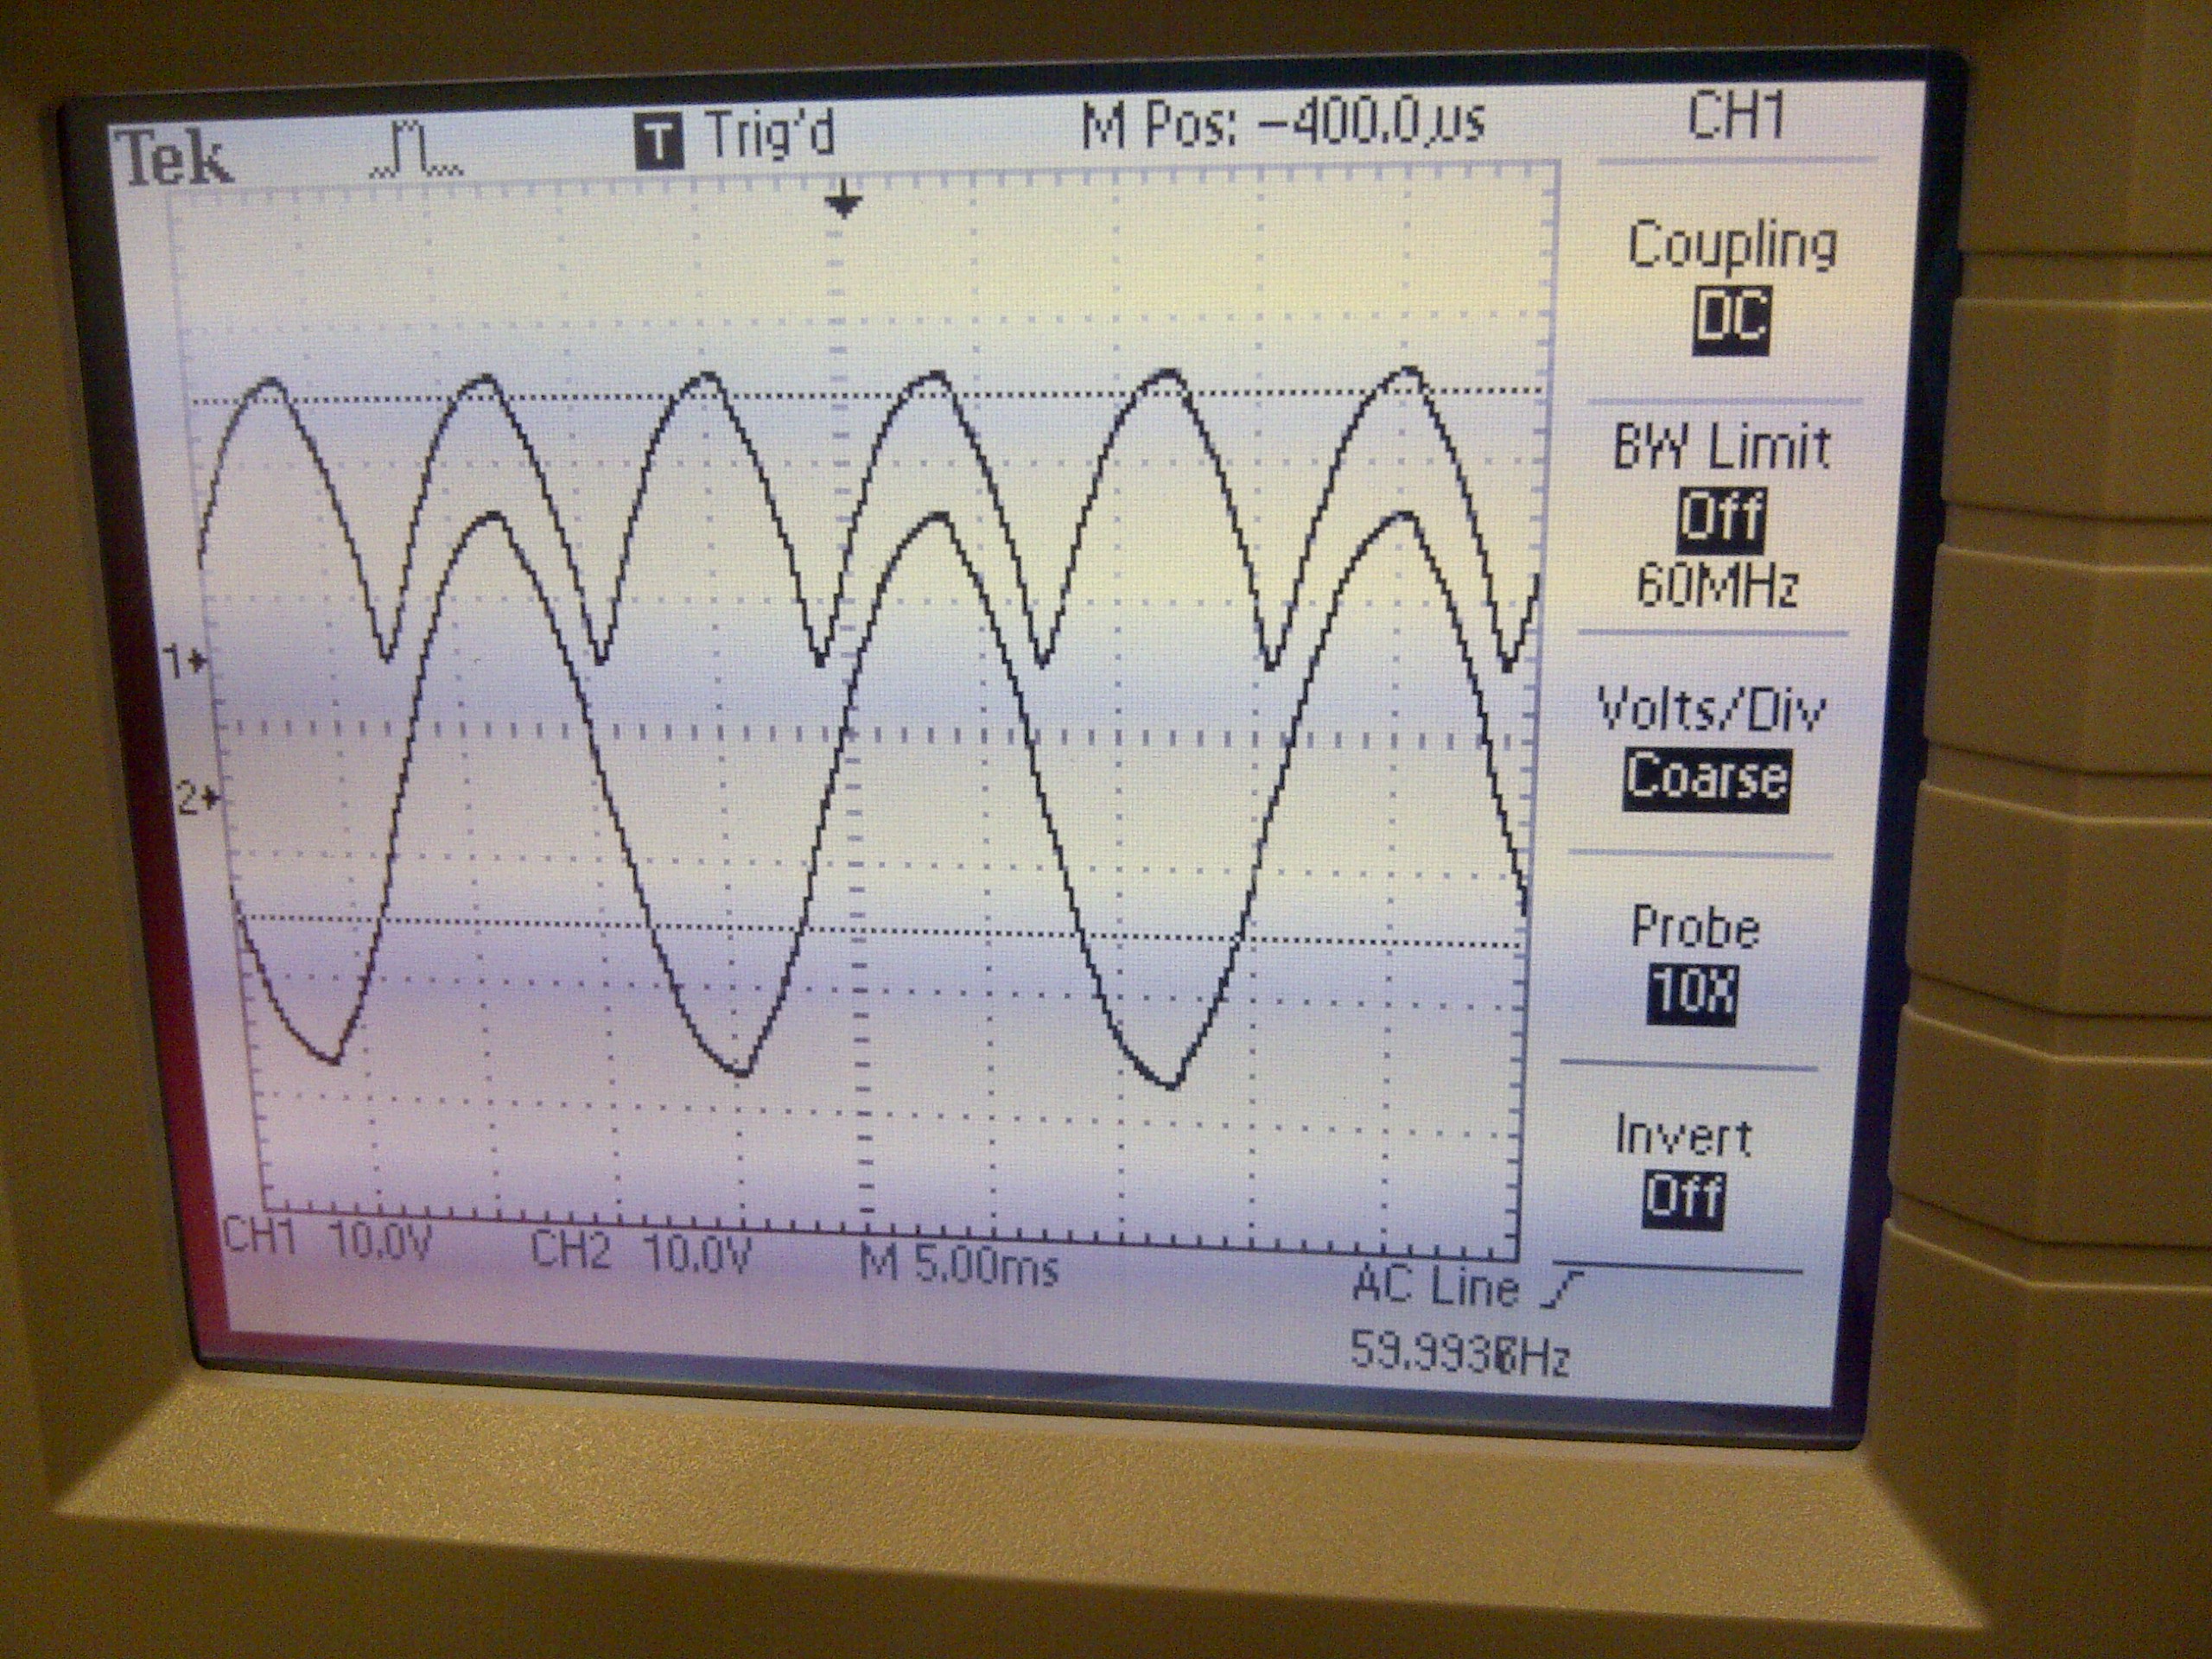 Tek T Trig'd M Pos: -400.0µs CH1
Coupling
DC
BW Limit
Off
60MHz
1
Volts/Div
Coarse
2
Probe
10X
Invert
Off
CH1 10.0V CH2 10.0V M 5.00ms
AC Line